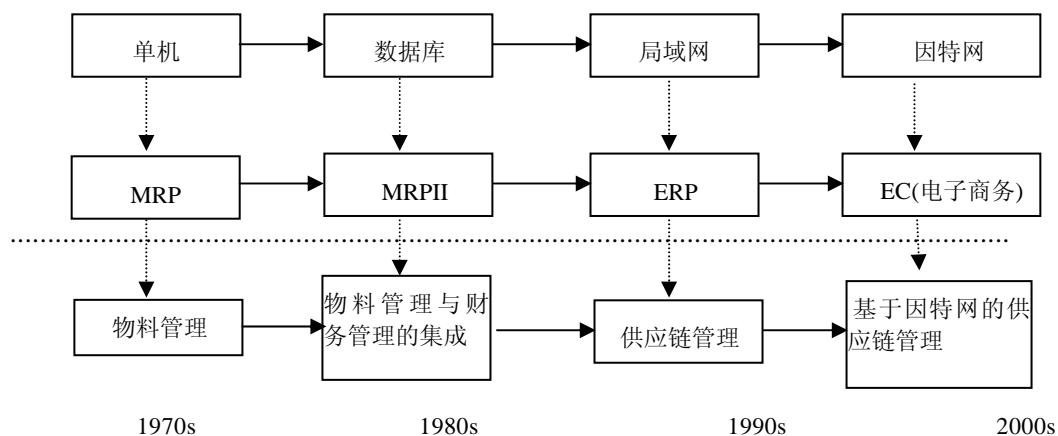 单机
数据库
局域网
因特网
MRP
MRPII
ERP
EC(电子商务)
物料管理
物料管理与财
务管理的集成
供应链管理
基于因特网的供
应链管理
1970s
1980s
1990s
2000s